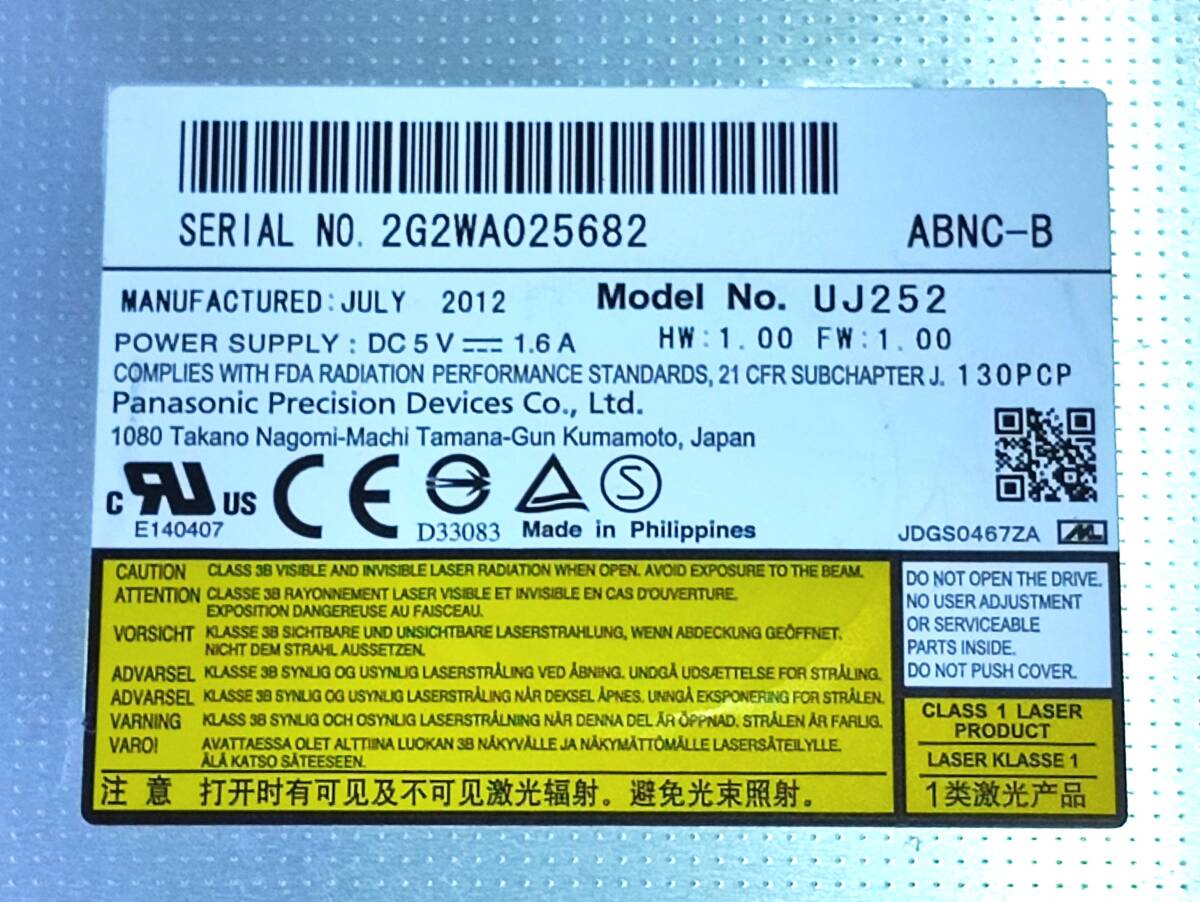 SERIAL NO. 2G2WA025682 ABNC-B
MANUFACTURED:JULY 2012 Model No. UJ252
POWER SUPPLY : DC 5 V ⎓ 1.6 A HW:1.00 FW:1.00
COMPLIES WITH FDA RADIATION PERFORMANCE STANDARDS, 21 CFR SUBCHAPTER J. 130PCP
Panasonic Precision Devices Co., Ltd.
1080 Takano Nagomi-Machi Tamana-Gun Kumamoto, Japan
C RU US CE S
E140407 D33083 Made in Philippines JDGS0467ZA
CAUTION CLASS 3B VISIBLE AND INVISIBLE LASER RADIATION WHEN OPEN. AVOID EXPOSURE TO THE BEAM.
ATTENTION CLASSE 3B RAYONNEMENT LASER VISIBLE ET INVISIBLE EN CAS D'OUVERTURE.
EXPOSITION DANGEREUSE AU FAISCEAU.
VORSICHT KLASSE 3B SICHTBARE UND UNSICHTBARE LASERSTRAHLUNG, WENN ABDECKUNG GEÖFFNET.
NICHT DEM STRAHL AUSSETZEN.
ADVARSEL KLASSE 3B SYNLIG OG USYNLIG LASERSTRÅLING VED ÅBNING. UNDGÅ UDSÆTTELSE FOR STRÅLING.
ADVARSEL KLASSE 3B SYNLIG OG USYNLIG LASERSTRÅLING NÅR DEKSEL ÅPNES. UNNGÅ EKSPONERING FOR STRÅLEN.
VARNING KLASS 3B SYNLIG OCH OSYNLIG LASERSTRÅLNING NÄR DENNA DEL ÄR ÖPPNAD. STRÅLEN ÄR FARLIG.
VARO! AVATTAESSA OLET ALTTIINA LUOKAN 3B NÄKYVÄLLE JA NÄKYMÄTTÖMÄLLE LASERSÄTEILYLLE.
ÄLÄ KATSO SÄTEESEEN.
注 意 打开时有可见及不可见激光辐射。避免光束照射。
DO NOT OPEN THE DRIVE.
NO USER ADJUSTMENT
OR SERVICEABLE
PARTS INSIDE.
DO NOT PUSH COVER.
CLASS 1 LASER
PRODUCT
LASER KLASSE 1
1类激光产品